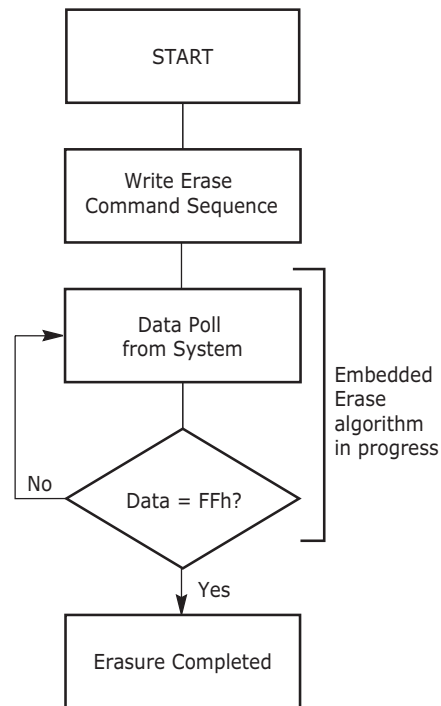 START
Write Erase
Command Sequence
Data Poll
from System
Embedded
Erase
algorithm
in progress
No
Data = FFh?
Yes
Erasure Completed